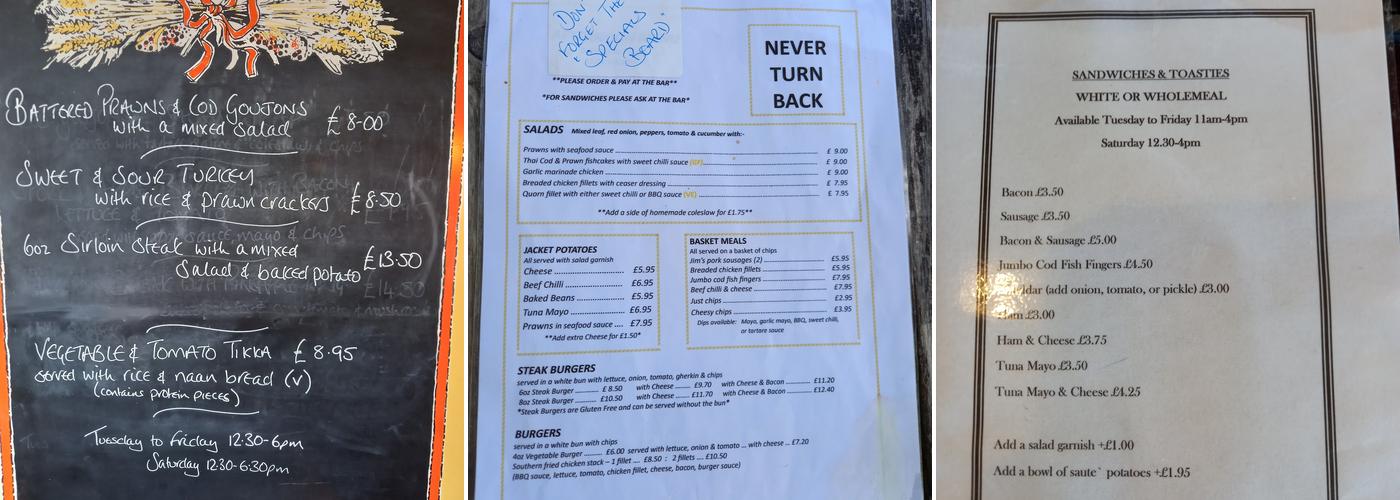 BATTERED PRAWNS & COD GOUJONS
with a mixed salad £8-00
SWEET & SOUR TURKEY
with rice & prawn crackers £8.50
6oz Sirloin Steak with a mixed
Salad & baked potato £13.50
VEGETABLE & TOMATO TIKKA £8.95
served with rice & naan bread (v)
(contains protein pieces)
Tuesday to Friday 12:30-6pm
Saturday 12:30-6:30pm
DON'T
FORGET THE
"SPECIALS
BOARD"
**PLEASE ORDER & PAY AT THE BAR**
*FOR SANDWICHES PLEASE ASK AT THE BAR*
NEVER
TURN
BACK
SALADS Mixed leaf, red onion, peppers, tomato & cucumber with:-
Prawns with seafood sauce £ 9.00
Thai Cod & Prawn fishcakes with sweet chilli sauce (GF) £ 9.00
Garlic marinade chicken £ 9.00
Breaded chicken fillets with ceaser dressing £ 7.95
Quorn fillet with either sweet chilli or BBQ sauce (VE) £ 7.95
**Add a side of homemade coleslaw for £1.75**
JACKET POTATOES
All served with salad garnish
Cheese £5.95
Beef Chilli £6.95
Baked Beans £5.95
Tuna Mayo £6.95
Prawns in seafood sauce £7.95
**Add extra Cheese for £1.50*
BASKET MEALS
All served on a basket of chips
Jim's pork sausages (2) £5.95
Breaded chicken fillets £5.95
Jumbo cod fish fingers £7.95
Beef chilli & cheese £7.95
Just chips £2.95
Cheesy chips £3.95
Dips available: Mayo, garlic mayo, BBQ, sweet chilli,
or tartare sauce
STEAK BURGERS
served in a white bun with lettuce, onion, tomato, gherkin & chips
6oz Steak Burger £ 8.50 with Cheese £9.70 with Cheese & Bacon £11.20
8oz Steak Burger £10.50 with Cheese £11.70 with Cheese & Bacon £12.40
*Steak Burgers are Gluten Free and can be served without the bun*
BURGERS
served in a white bun with chips
4oz Vegetable Burger £6.00 served with lettuce, onion & tomato ... with cheese .. £7.20
Southern fried chicken stack – 1 fillet .... £8.50 : 2 fillets .... £10.50
(BBQ sauce, lettuce, tomato, chicken fillet, cheese, bacon, burger sauce)
SANDWICHES & TOASTIES
WHITE OR WHOLEMEAL
Available Tuesday to Friday 11am-4pm
Saturday 12.30-4pm
Bacon £3.50
Sausage £3.50
Bacon & Sausage £5.00
Jumbo Cod Fish Fingers £4.50
Cheddar (add onion, tomato, or pickle) £3.00
Ham £3.00
Ham & Cheese £3.75
Tuna Mayo £3.50
Tuna Mayo & Cheese £4.25
Add a salad garnish +£1.00
Add a bowl of saute` potatoes +£1.95